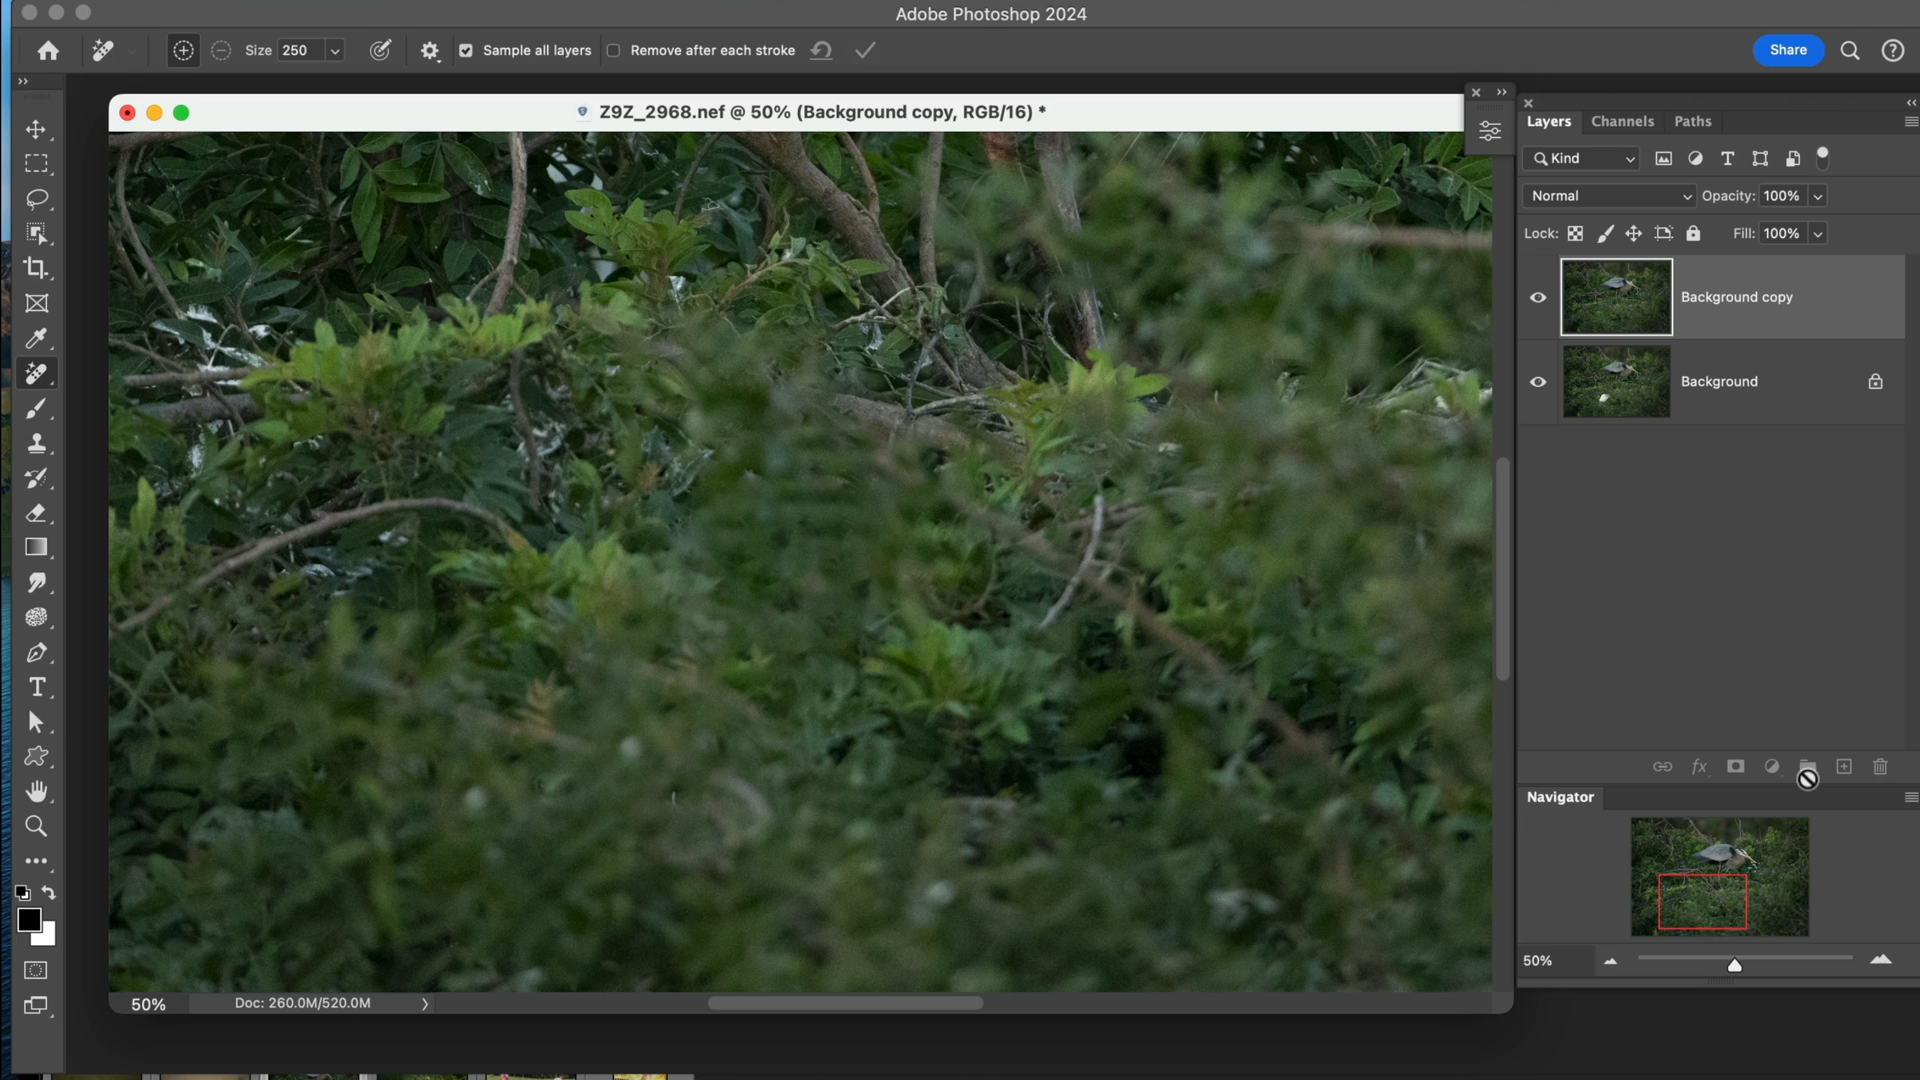 Adobe Photoshop 2024
Size 250 Sample all layers Remove after each stroke Share
Z9Z_2968.nef @ 50% (Background copy, RGB/16) *
Layers Channels Paths
Kind
Normal Opacity: 100%
Lock: Fill: 100%
Background copy
Background
fx
Navigator
50%
50% Doc: 260.0M/520.0M